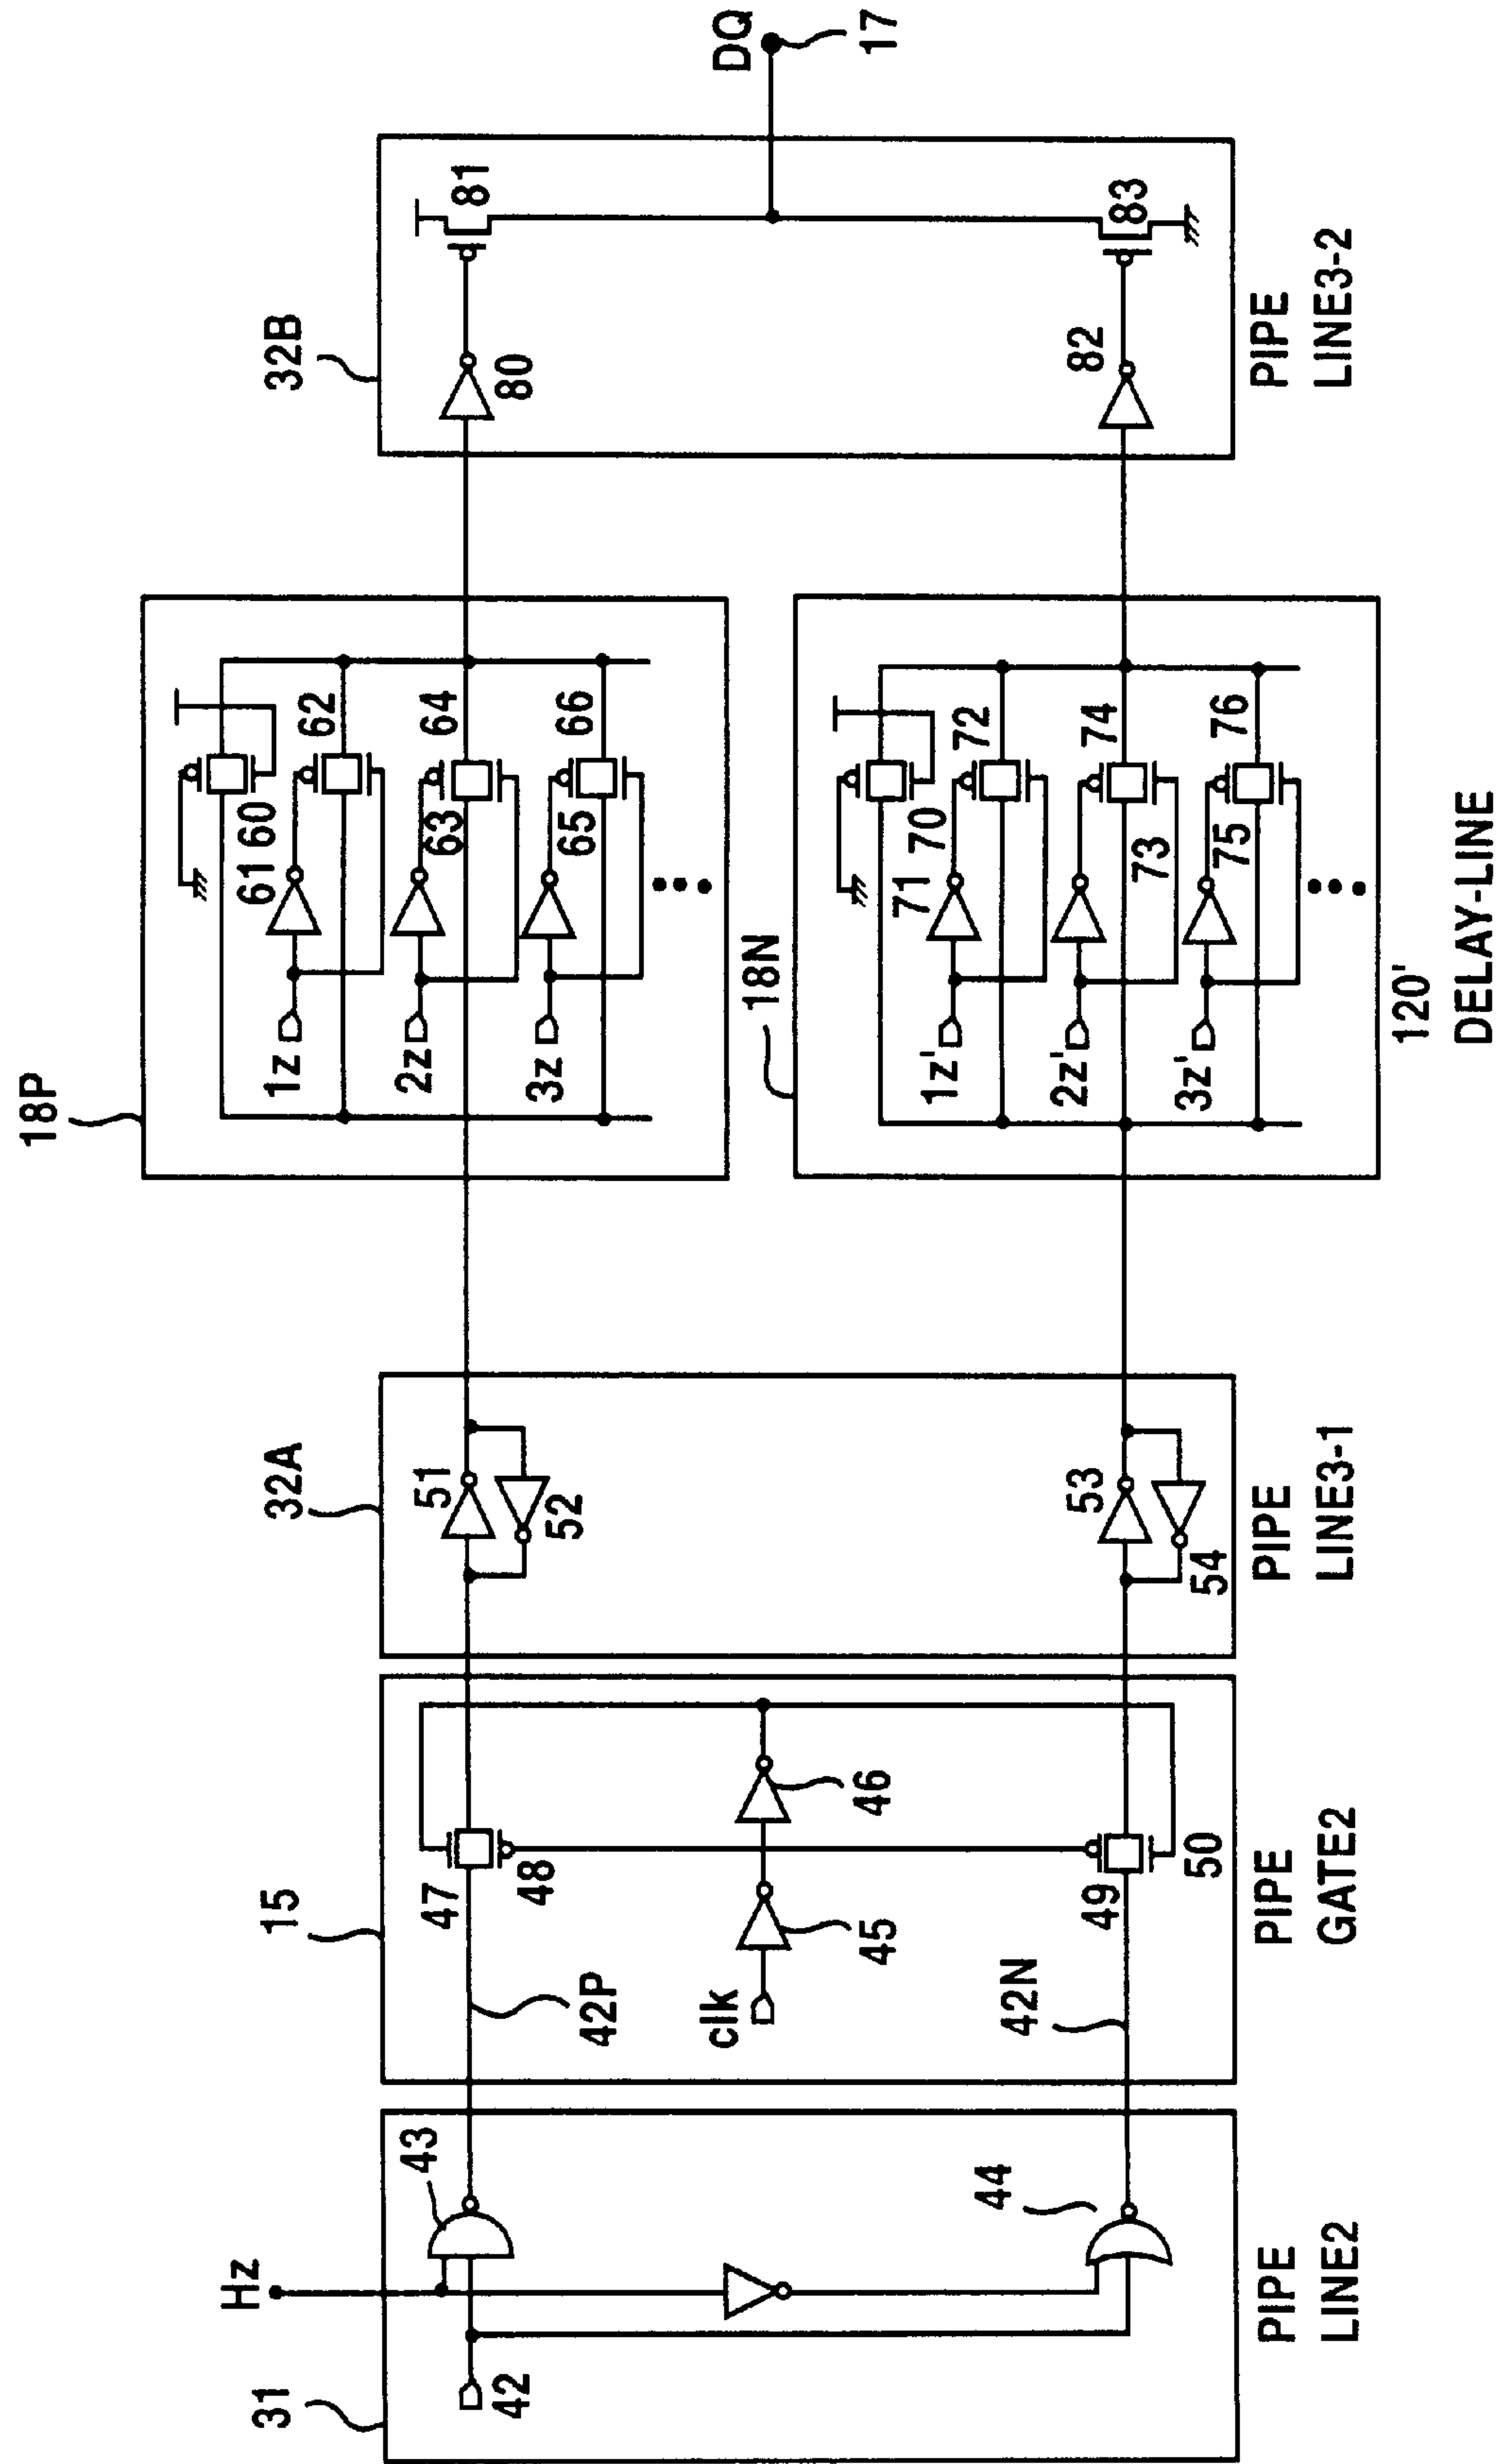 31
42
Hz
43
44
PIPE
LINE2
15
42P
42N
clk
45
46
47
48
49
50
PIPE
GATE2
32A
51
52
53
54
PIPE
LINE3-1
18P
1z
2z
3z
61
60
62
63
64
65
66
18N
1z'
2z'
3z'
71
70
72
73
74
75
76
120'
DELAY-LINE
32B
80
81
82
83
PIPE
LINE3-2
DQ
17